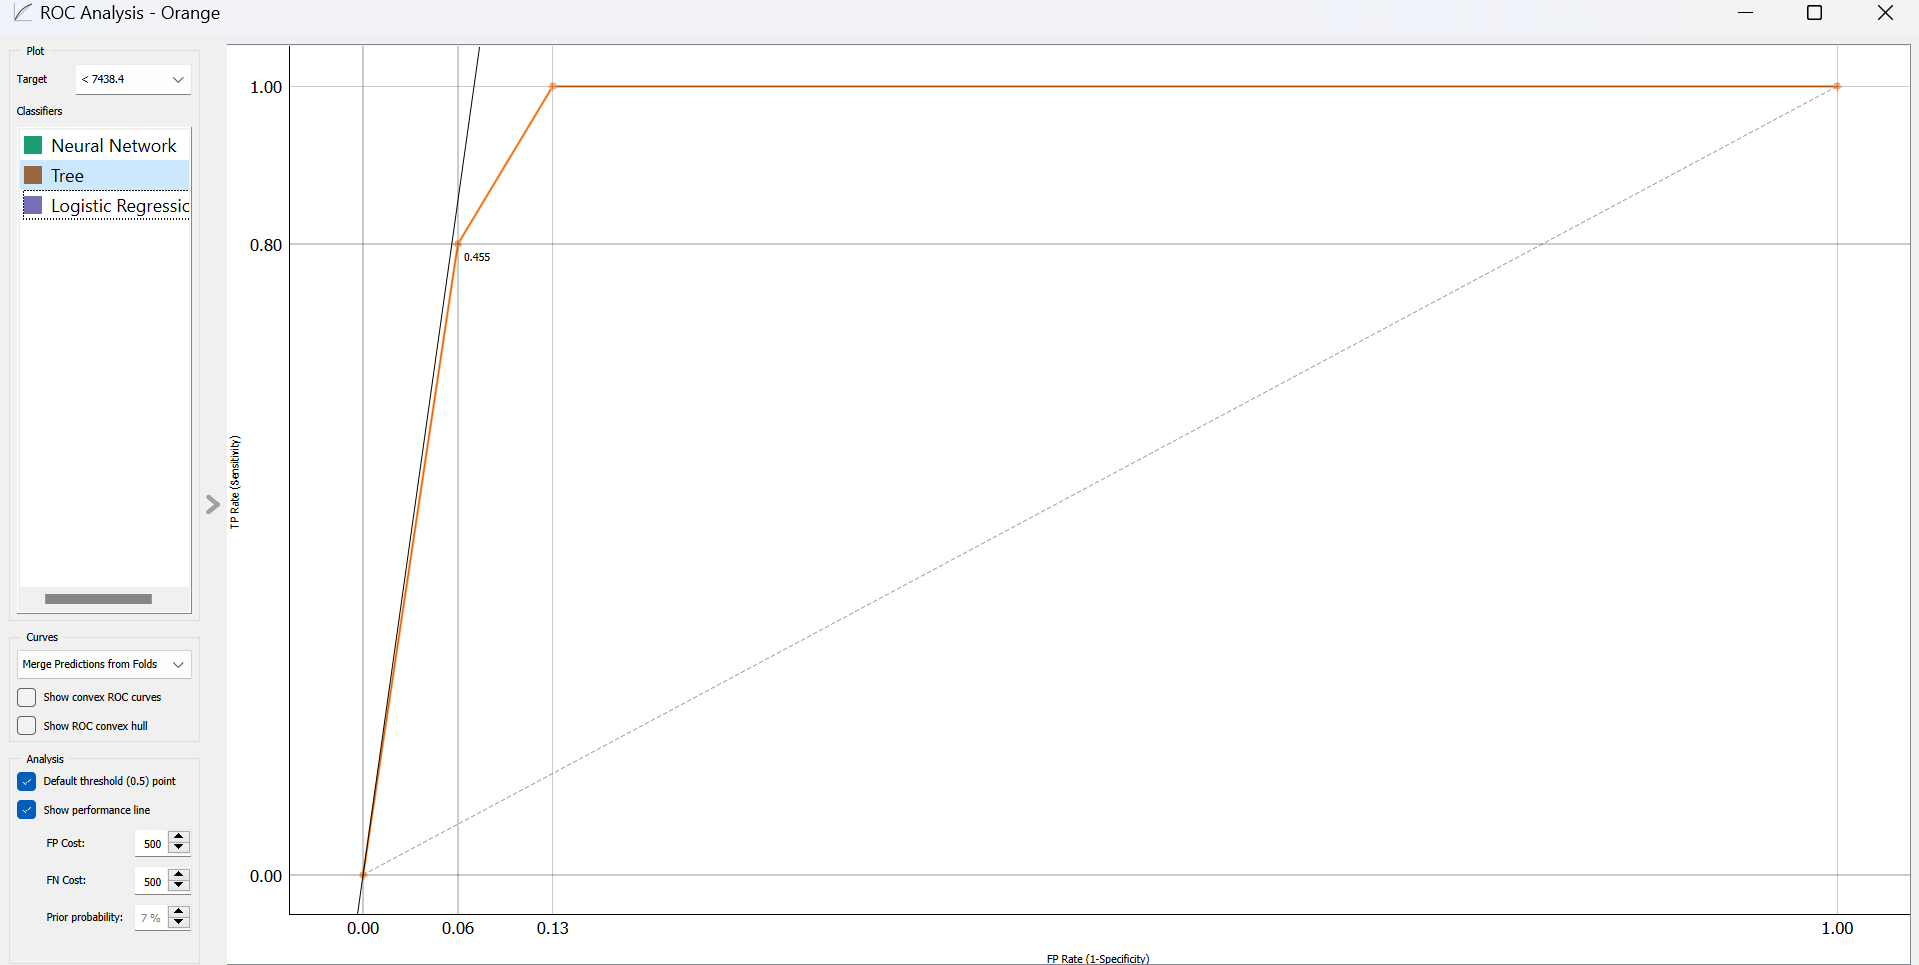 ROC Analysis - Orange
Plot
Target
< 7438.4
Classifiers
Neural Network
Tree
Logistic Regressic
Curves
Merge Predictions from Folds
Show convex ROC curves
Show ROC convex hull
Analysis
Default threshold (0.5) point
Show performance line
FP Cost:
500
FN Cost:
500
Prior probability:
7 %
TP Rate (Sensitivity)
1.00
0.80
0.00
0.455
0.00
0.06
0.13
1.00
FP Rate (1-Specificity)